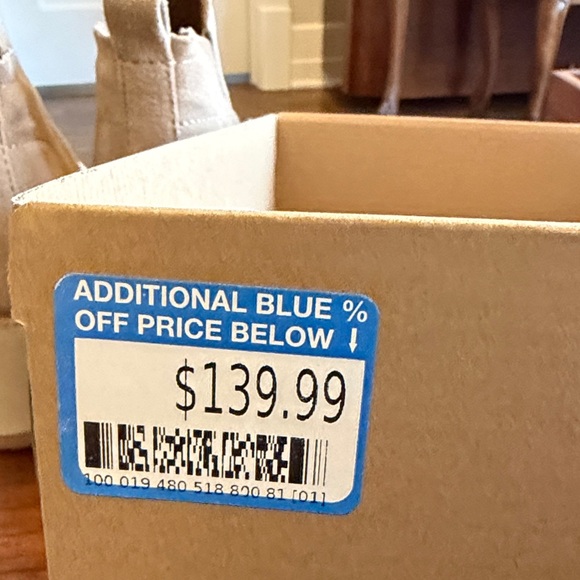 ADDITIONAL BLUE %
OFF PRICE BELOW ↓
$139.99
100 019 480 518 800 81 [01]